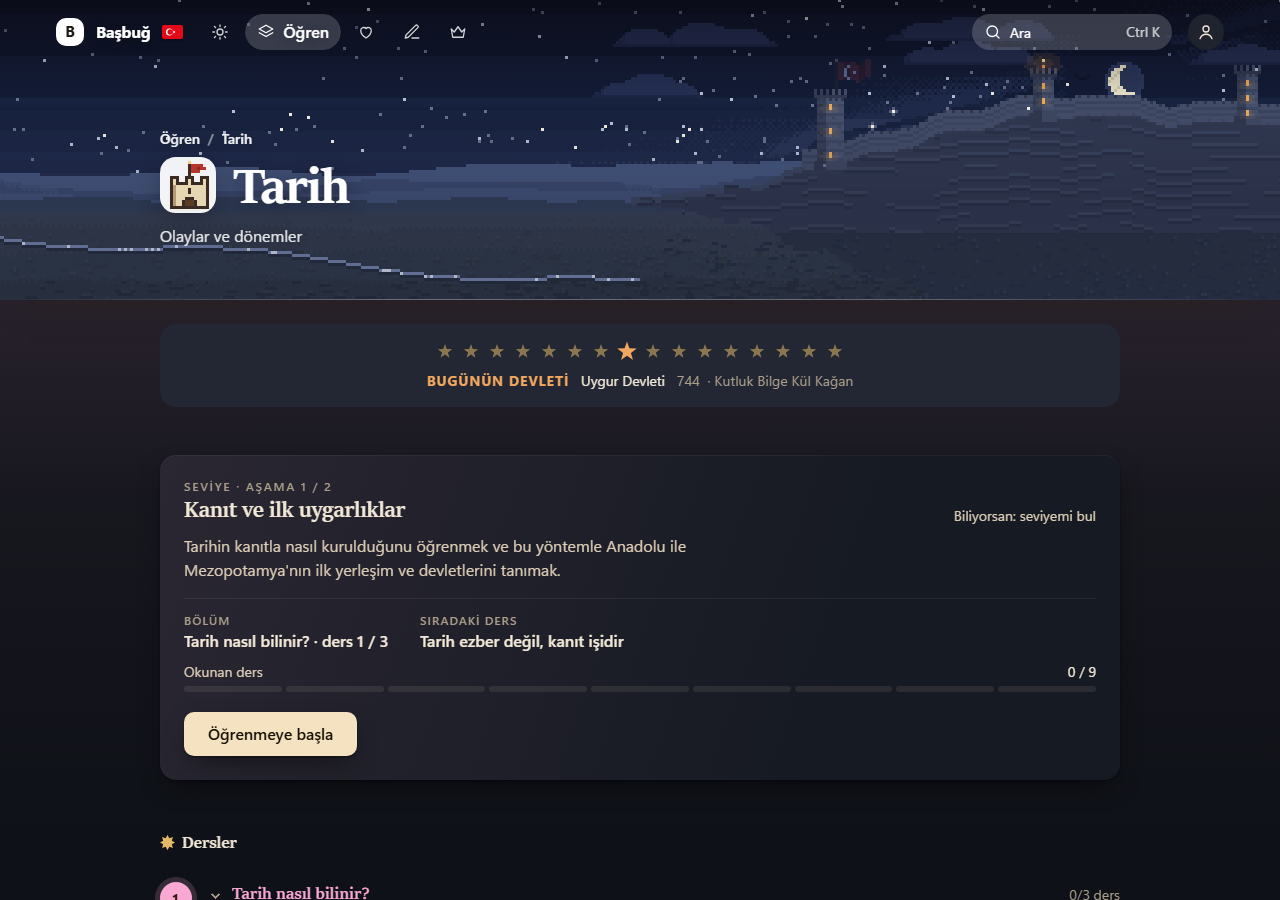 B Başbuğ Öğren Ara Ctrl K
Öğren / Tarih
Tarih
Olaylar ve dönemler
BUGÜNÜN DEVLETİ Uygur Devleti 744 · Kutluk Bilge Kül Kağan
SEVİYE · AŞAMA 1 / 2
Kanıt ve ilk uygarlıklar
Biliyorsan: seviyemi bul
Tarihin kanıtla nasıl kurulduğunu öğrenmek ve bu yöntemle Anadolu ile
Mezopotamya'nın ilk yerleşim ve devletlerini tanımak.
BÖLÜM
Tarih nasıl bilinir? · ders 1 / 3
SIRADAKİ DERS
Tarih ezber değil, kanıt işidir
Okunan ders 0 / 9
Öğrenmeye başla
Dersler
1 Tarih nasıl bilinir? 0/3 ders